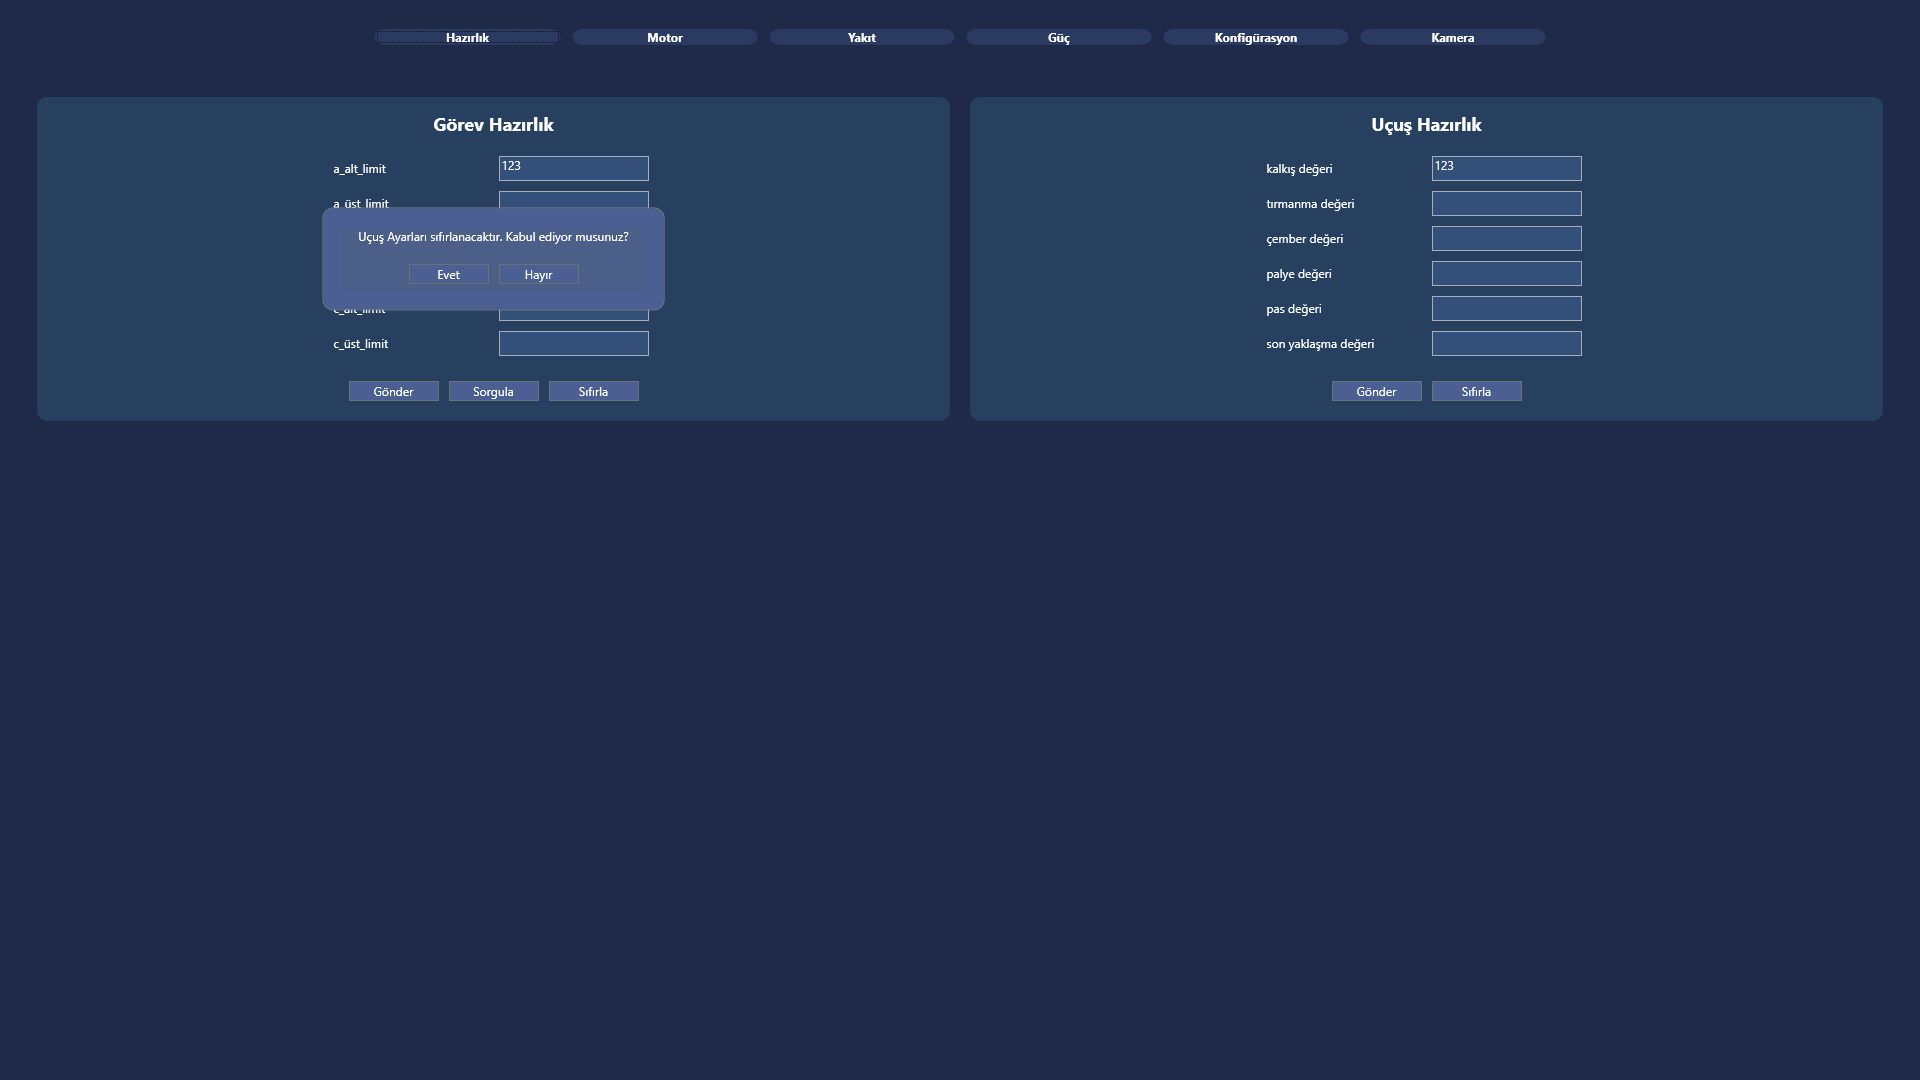 Hazırlık
Motor
Yakıt
Güç
Konfigürasyon
Kamera
Görev Hazırlık
a_alt_limit
123
a_üst_limit
Uçuş Ayarları sıfırlanacaktır. Kabul ediyor musunuz?
Evet
Hayır
c_alt_limit
c_üst_limit
Gönder
Sorgula
Sıfırla
Uçuş Hazırlık
kalkış değeri
123
tırmanma değeri
çember değeri
palye değeri
pas değeri
son yaklaşma değeri
Gönder
Sıfırla